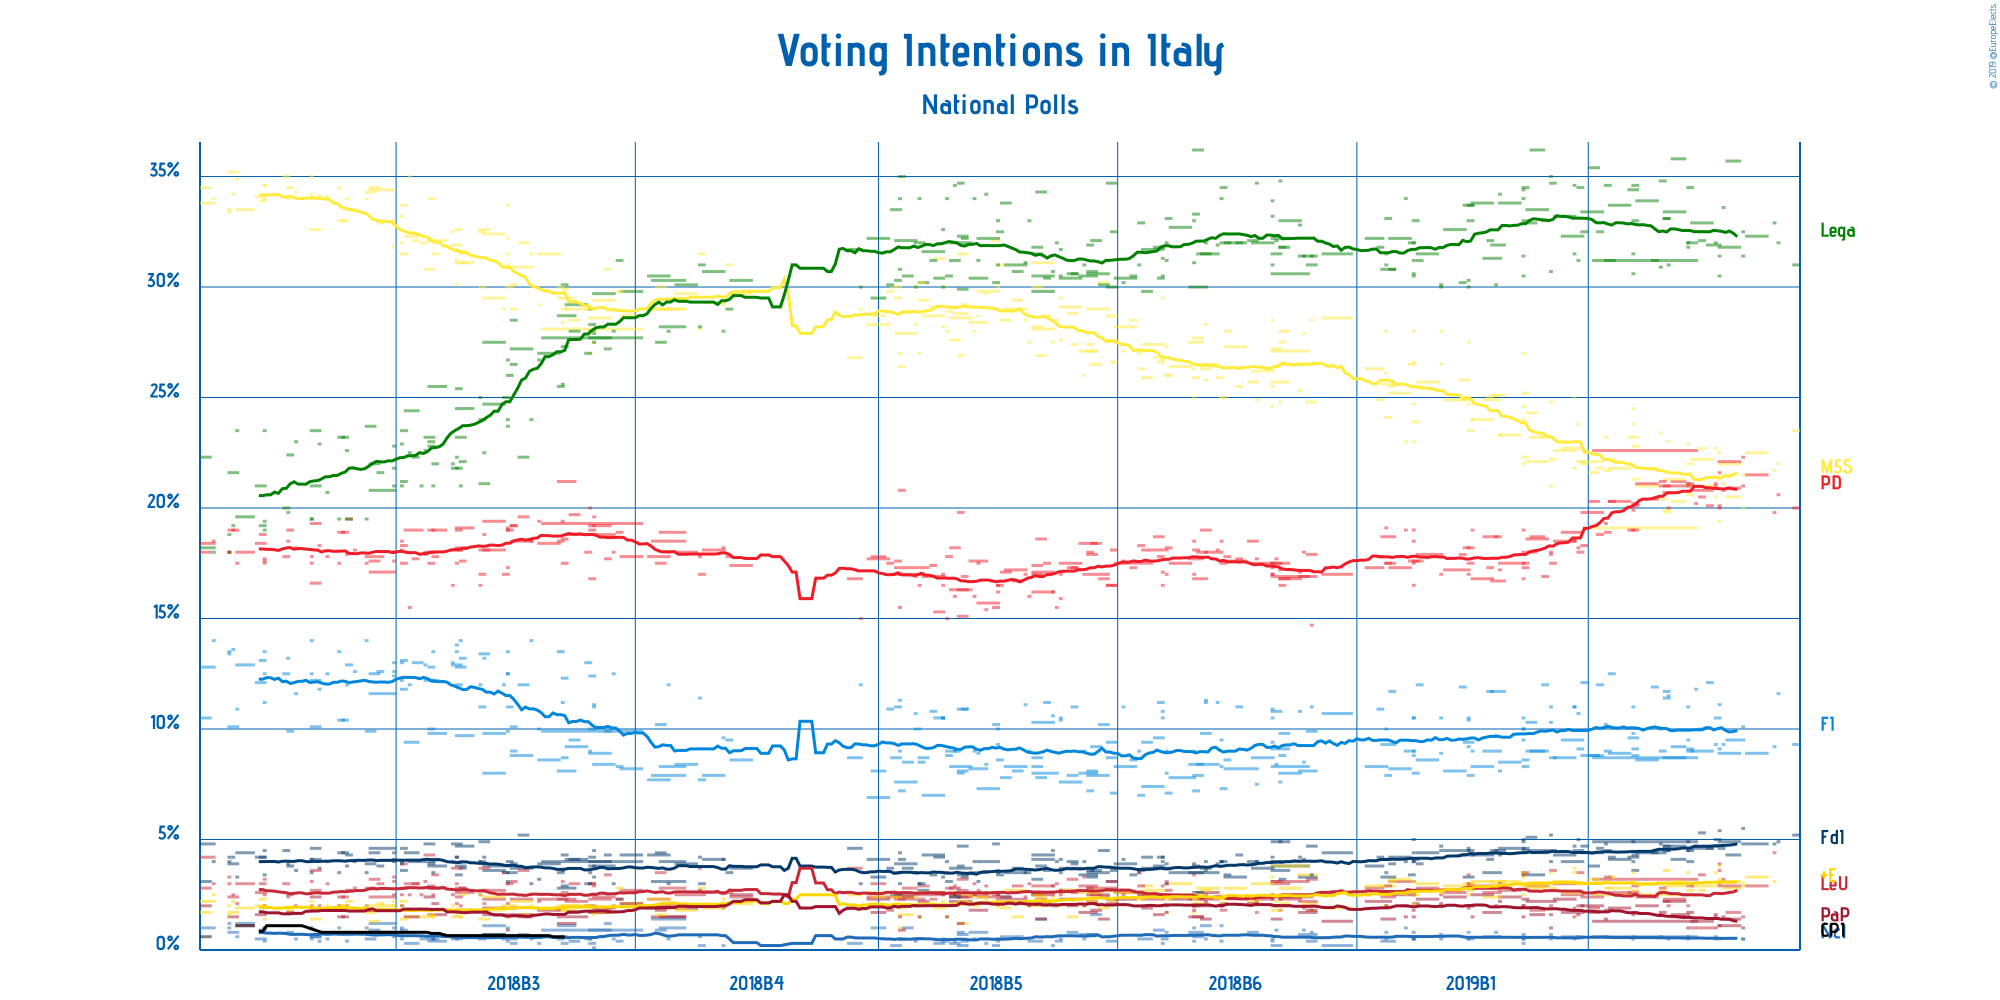 Voting Intentions in Italy
National Polls
© 2019 @EuropeElects
35%
30%
25%
20%
15%
10%
5%
0%
Lega
M5S
PD
FI
FdI
+E
LeU
PaP
2018B3
2018B4
2018B5
2018B6
2019B1